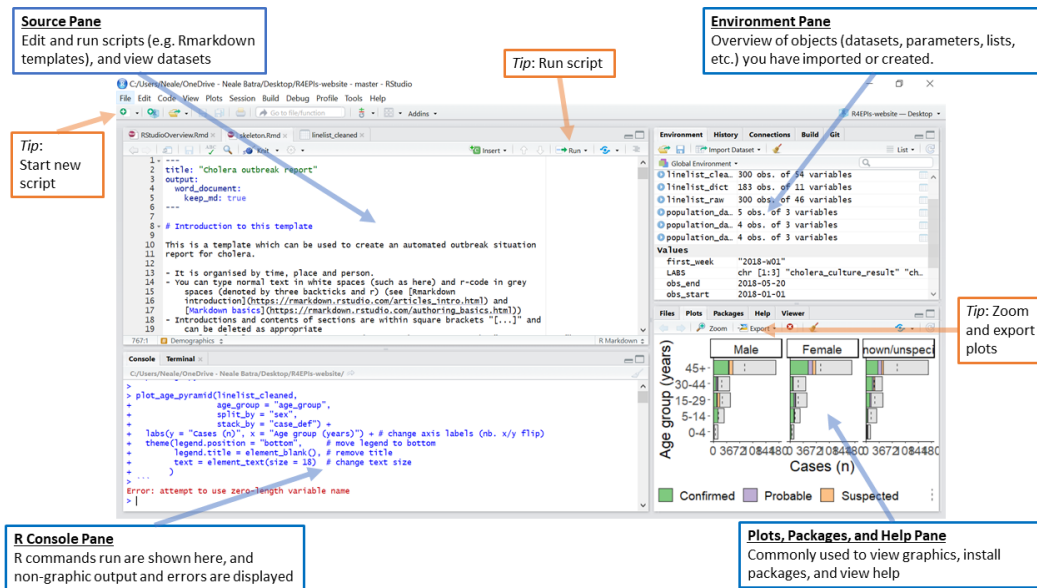 Source Pane
Edit and run scripts (e.g. Rmarkdown
templates), and view datasets
Environment Pane
Overview of objects (datasets, parameters, lists,
etc.) you have imported or created.
Tip: Run script
Tip:
Start new
script
C:/Users/Neale/OneDrive - Neale Batra/Desktop/R4EPIs-website - master - RStudio
File Edit Code View Plots Session Build Debug Profile Tools Help
Go to file/function Addins
R4EPIs-website — Desktop
RStudioOverview.Rmd skeleton.Rmd linelist_cleaned
Knit Insert Run
1 ---
2 title: "Cholera outbreak report"
3 output:
4 word_document:
5 keep_md: true
6 ---
7
8 # Introduction to this template
9
10 This is a template which can be used to create an automated outbreak situation
11 report for cholera.
12
13 - It is organised by time, place and person.
14 - You can type normal text in white spaces (such as here) and r-code in grey
15 spaces (denoted by three backticks and r) (see [Rmarkdown
16 introduction](https://rmarkdown.rstudio.com/articles_intro.html) and
17 [Markdown basics](https://rmarkdown.rstudio.com/authoring_basics.html))
18 - Introductions and contents of sections are within square brackets "[...]" and
19 can be deleted as appropriate
767:1 Demographics R Markdown
Console Terminal
C:/Users/Neale/OneDrive - Neale Batra/Desktop/R4EPIs-website/
>
> plot_age_pyramid(linelist_cleaned,
+ age_group = "age_group",
+ split_by = "sex",
+ stack_by = "case_def") +
+ labs(y = "Cases (n)", x = "Age group (years)") + # change axis labels (nb. x/y flip)
+ theme(legend.position = "bottom", # move legend to bottom
+ legend.title = element_blank(), # remove title
+ text = element_text(size = 18) # change text size
+ )
> ```
Error: attempt to use zero-length variable name
>
Environment History Connections Build Git
Import Dataset List
Global Environment
linelist_clea… 300 obs. of 54 variables
linelist_dict 183 obs. of 11 variables
linelist_raw 300 obs. of 46 variables
population_da… 5 obs. of 3 variables
population_da… 4 obs. of 3 variables
population_da… 4 obs. of 3 variables
Values
first_week "2018-W01"
LABS chr [1:3] "cholera_culture_result" "ch…
obs_end 2018-05-20
obs_start 2018-01-01
Files Plots Packages Help Viewer
Zoom Export
Tip: Zoom
and export
plots
Male Female nown/unspeci
Age group (years)
45+
30-44
15-29
5-14
0-4
Cases (n)
Confirmed Probable Suspected
R Console Pane
R commands run are shown here, and
non-graphic output and errors are displayed
Plots, Packages, and Help Pane
Commonly used to view graphics, install
packages, and view help